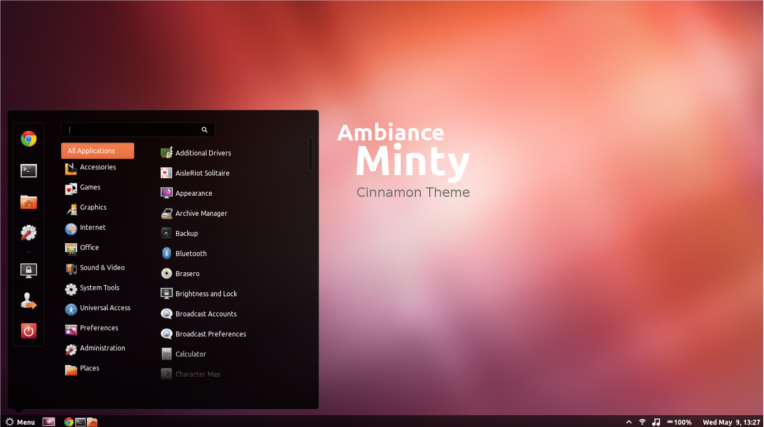 Ambiance
Minty
Cinnamon Theme
All Applications
Accessories
Games
Graphics
Internet
Office
Sound & Video
System Tools
Universal Access
Preferences
Administration
Places
Additional Drivers
AisleRiot Solitaire
Appearance
Archive Manager
Backup
Bluetooth
Brasero
Brightness and Lock
Broadcast Accounts
Broadcast Preferences
Calculator
Character Map
Menu
100%
Wed May 9, 13:27